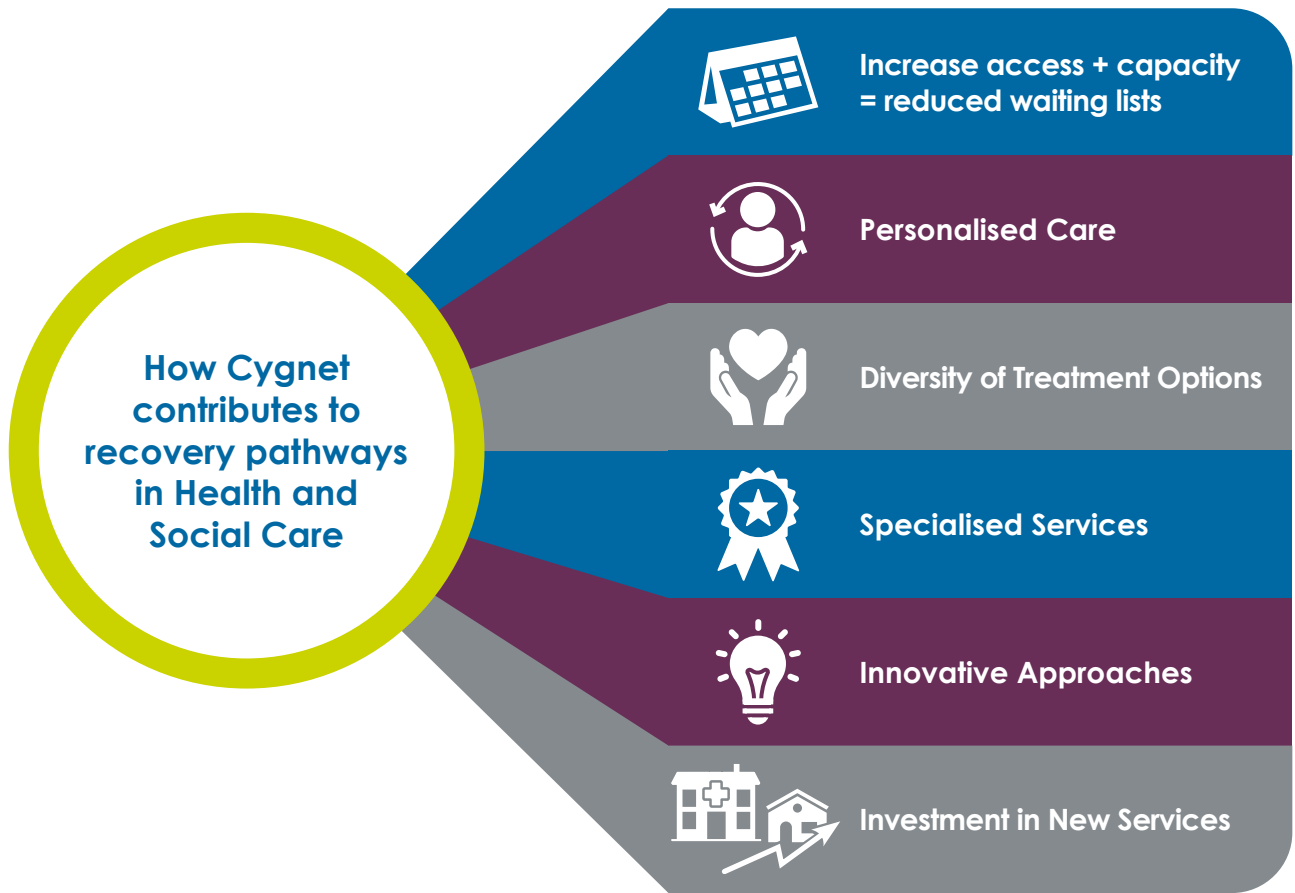 How Cygnet
contributes to
recovery pathways
in Health and
Social Care
Increase access + capacity
= reduced waiting lists
Personalised Care
Diversity of Treatment Options
Specialised Services
Innovative Approaches
Investment in New Services